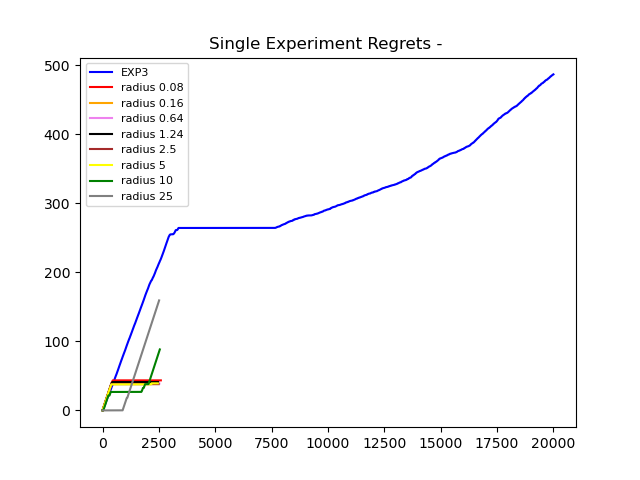 Single Experiment Regrets -
500
400
300
200
100
0
EXP3
radius 0.08
radius 0.16
radius 0.64
radius 1.24
radius 2.5
radius 5
radius 10
radius 25
0 2500 5000 7500 10000 12500 15000 17500 20000